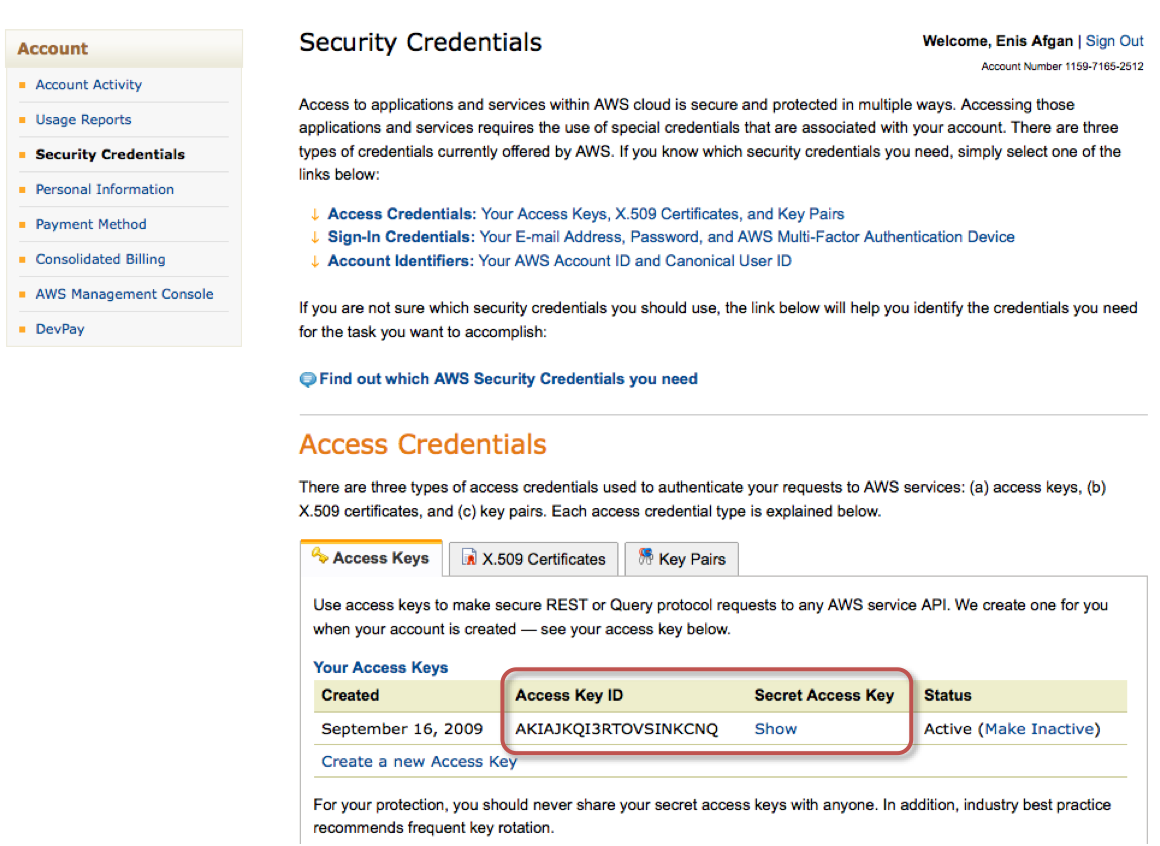 Account
Account Activity
Usage Reports
Security Credentials
Personal Information
Payment Method
Consolidated Billing
AWS Management Console
DevPay
Security Credentials
Welcome, Enis Afgan | Sign Out
Account Number 1159-7165-2512
Access to applications and services within AWS cloud is secure and protected in multiple ways. Accessing those
applications and services requires the use of special credentials that are associated with your account. There are three
types of credentials currently offered by AWS. If you know which security credentials you need, simply select one of the
links below:
↓ Access Credentials: Your Access Keys, X.509 Certificates, and Key Pairs
↓ Sign-In Credentials: Your E-mail Address, Password, and AWS Multi-Factor Authentication Device
↓ Account Identifiers: Your AWS Account ID and Canonical User ID
If you are not sure which security credentials you should use, the link below will help you identify the credentials you need
for the task you want to accomplish:
Find out which AWS Security Credentials you need
Access Credentials
There are three types of access credentials used to authenticate your requests to AWS services: (a) access keys, (b)
X.509 certificates, and (c) key pairs. Each access credential type is explained below.
Access Keys X.509 Certificates Key Pairs
Use access keys to make secure REST or Query protocol requests to any AWS service API. We create one for you
when your account is created — see your access key below.
Your Access Keys
Created Access Key ID Secret Access Key Status
September 16, 2009 AKIAJKQI3RTOVSINKCNQ Show Active (Make Inactive)
Create a new Access Key
For your protection, you should never share your secret access keys with anyone. In addition, industry best practice
recommends frequent key rotation.